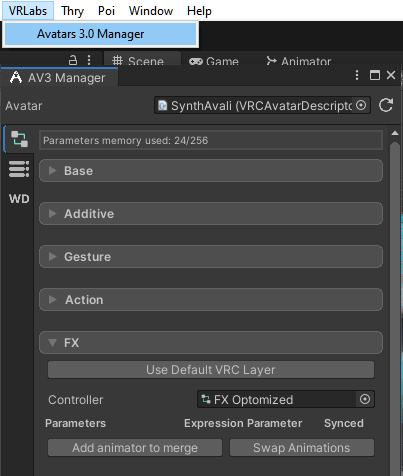 VRLabs Thry Poi Window Help
Avatars 3.0 Manager
Scene Game Animator
AV3 Manager
Avatar SynthAvali (VRCAvatarDescripto
Parameters memory used: 24/256
Base
WD
Additive
Gesture
Action
FX
Use Default VRC Layer
Controller FX Optomized
Parameters Expression Parameter Synced
Add animator to merge Swap Animations